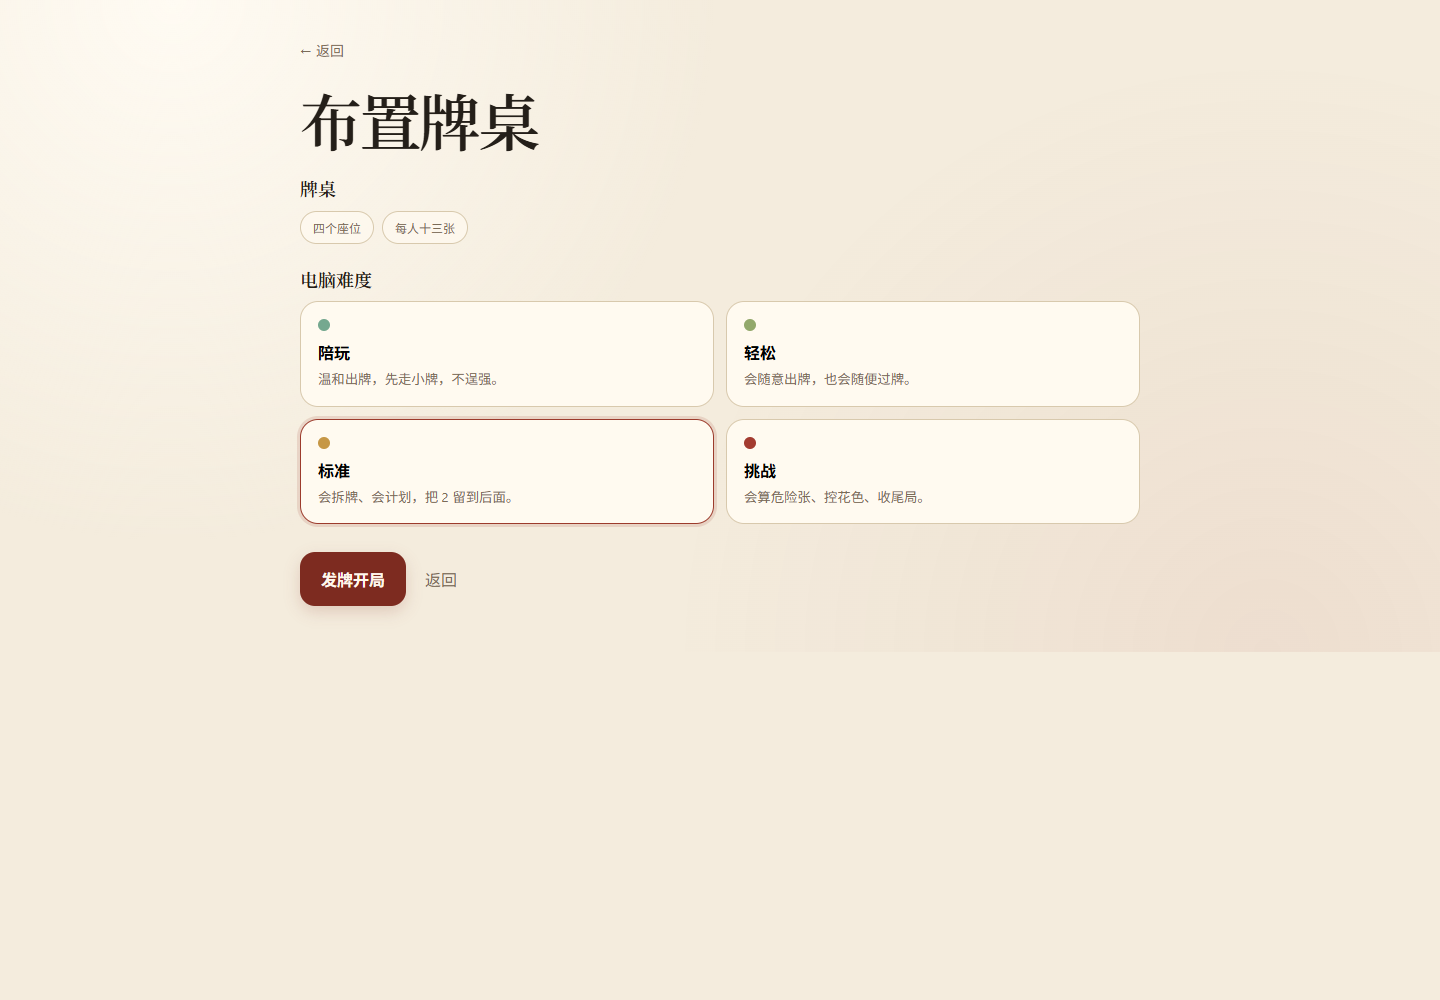 ← 返回
布置牌桌
牌桌
四个座位 每人十三张
电脑难度
陪玩
温和出牌，先走小牌，不逞强。
轻松
会随意出牌，也会随便过牌。
标准
会拆牌、会计划，把 2 留到后面。
挑战
会算危险张、控花色、收尾局。
发牌开局 返回